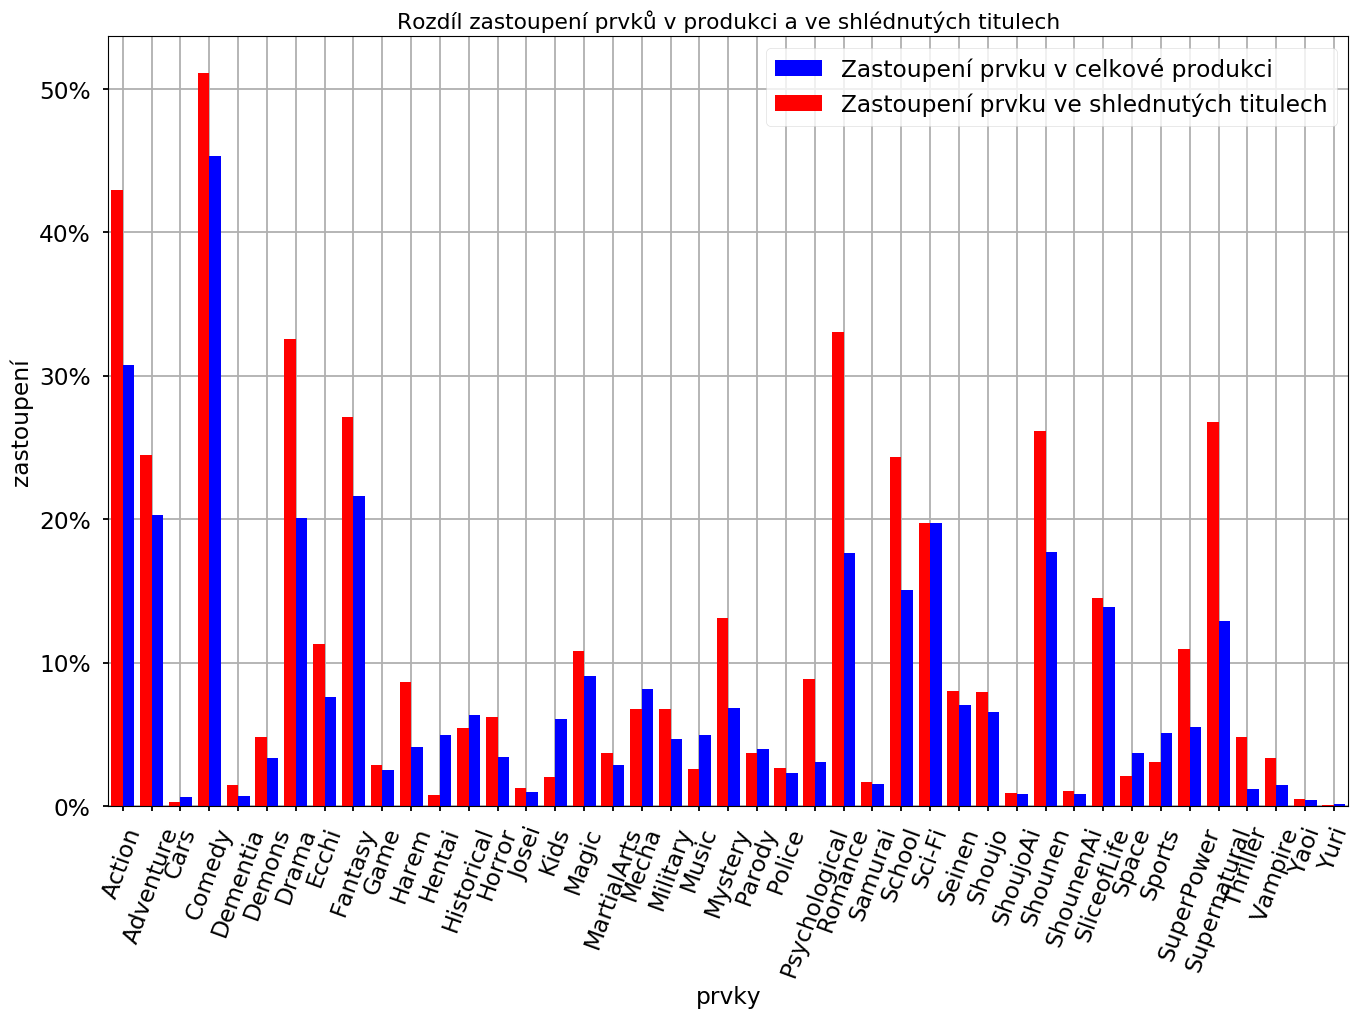 Rozdíl zastoupení prvků v produkci a ve shlédnutých titulech
Zastoupení prvku v celkové produkci
Zastoupení prvku ve shlednutých titulech
50%
40%
30%
20%
10%
0%
zastoupení
Action
Adventure
Cars
Comedy
Dementia
Demons
Drama
Ecchi
Fantasy
Game
Harem
Hentai
Historical
Horror
Josei
Kids
Magic
MartialArts
Mecha
Military
Music
Mystery
Parody
Police
Psychological
Romance
Samurai
School
Sci-Fi
Seinen
Shoujo
ShoujoAi
Shounen
ShounenAi
SliceofLife
Space
Sports
SuperPower
Supernatural
Thriller
Vampire
Yaoi
Yuri
prvky